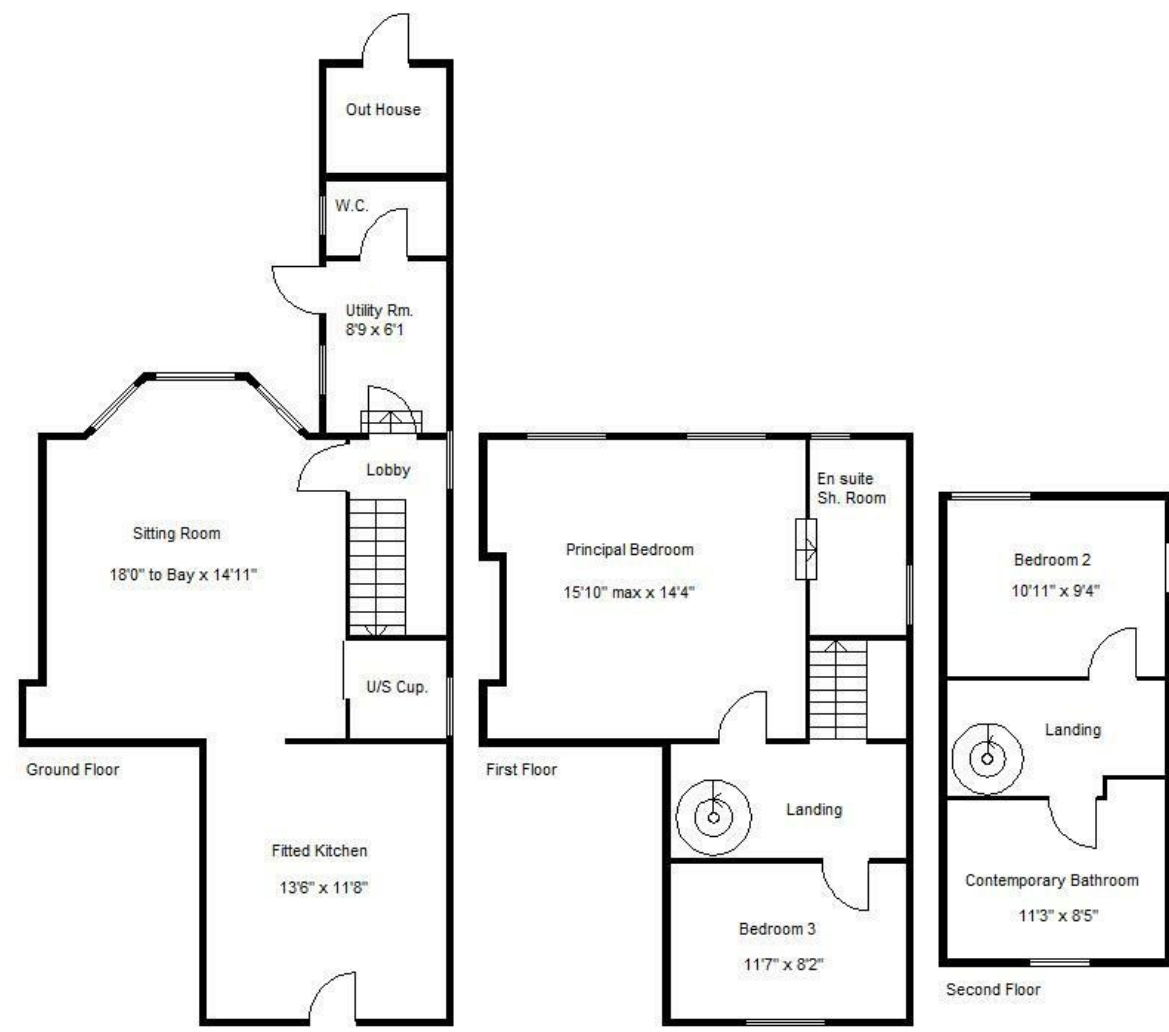 Out House
W.C.
Utility Rm.
8'9 x 6'1
Lobby
Sitting Room
18'0" to Bay x 14'11"
U/S Cup.
Ground Floor
Fitted Kitchen
13'6" x 11'8"
En suite
Sh. Room
Principal Bedroom
15'10" max x 14'4"
First Floor
Landing
Bedroom 3
11'7" x 8'2"
Bedroom 2
10'11" x 9'4"
Landing
Contemporary Bathroom
11'3" x 8'5"
Second Floor